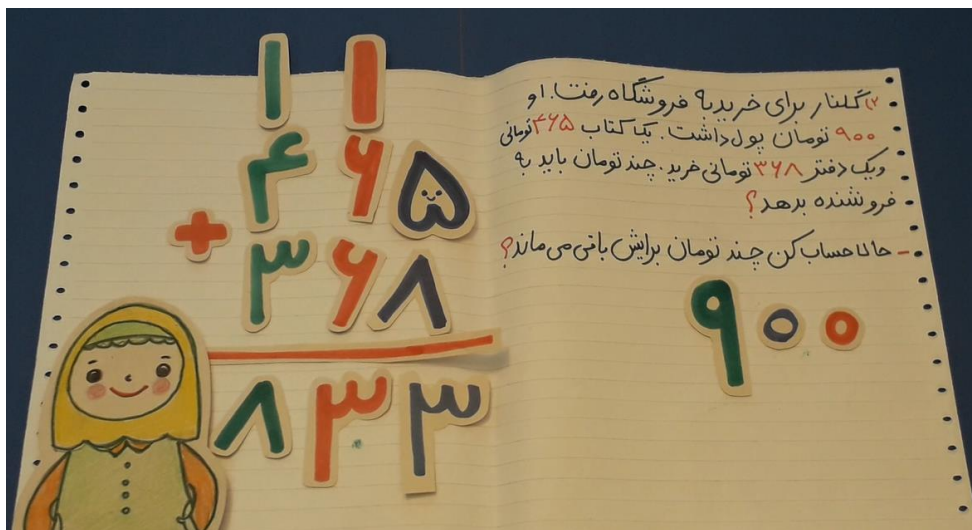 ۲) گلنار برای خرید به فروشگاه رفت. او
۹۰۰ تومان پول داشت. یک کتاب ۴۶۵ تومانی
و یک دفتر ۳۶۸ تومانی خرید. چند تومان باید به
فروشنده بدهد؟
- حالا حساب کن چند تومان برایش باقی می ماند؟
۹۰۰
۱۱
۴۶۵
+
۳۶۸
۸۳۳